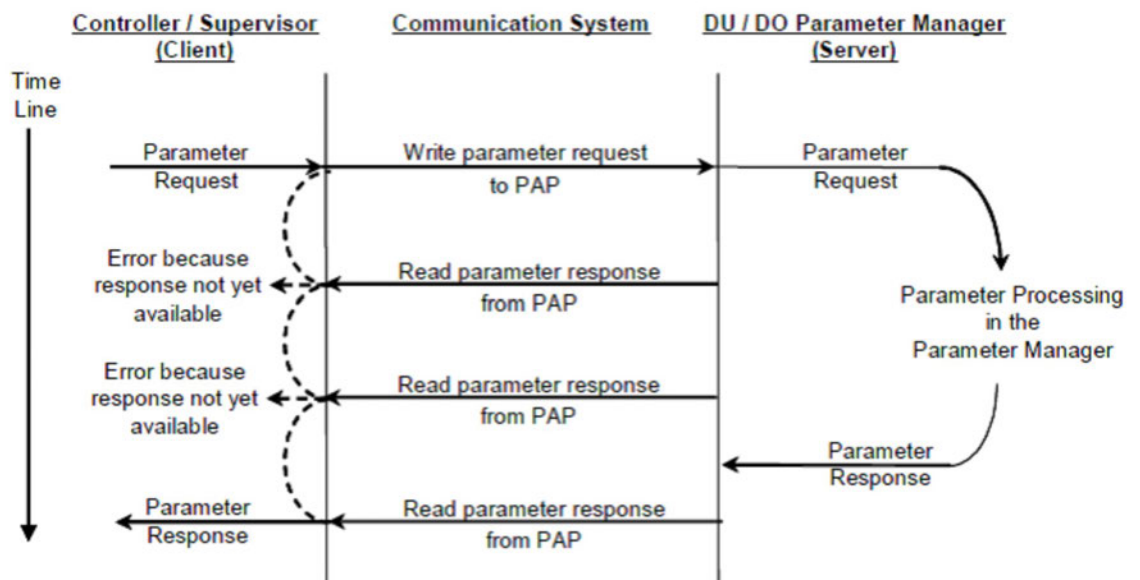 Controller / Supervisor
(Client)
Communication System
DU / DO Parameter Manager
(Server)
Time
Line
Parameter
Request
Write parameter request
to PAP
Parameter
Request
Error because
response not yet
available
Read parameter response
from PAP
Parameter Processing
in the
Parameter Manager
Error because
response not yet
available
Read parameter response
from PAP
Parameter
Response
Parameter
Response
Read parameter response
from PAP